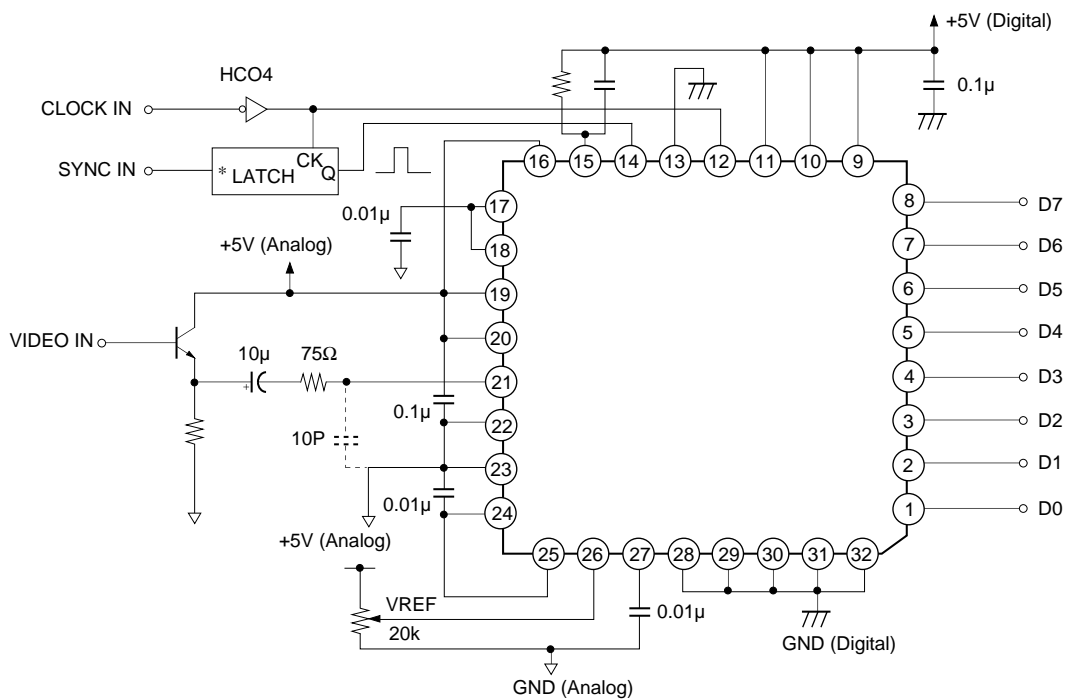 +5V (Digital)
HCO4
CLOCK IN
0.1µ
CK
SYNC IN
* LATCH
Q
16
15
14
13
12
11
10
9
17
0.01µ
18
+5V (Analog)
19
VIDEO IN
20
10µ
75Ω
21
0.1µ
22
10P
23
0.01µ
24
8
D7
7
D6
6
D5
5
D4
4
D3
3
D2
2
D1
1
D0
+5V (Analog)
25
26
27
28
29
30
31
32
VREF
20k
0.01µ
GND (Digital)
GND (Analog)